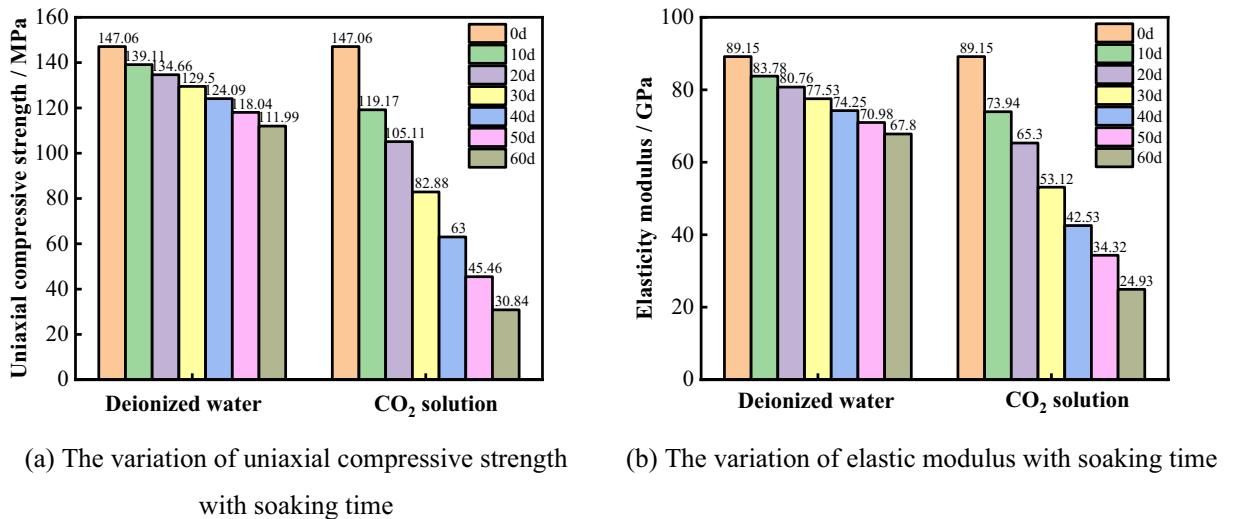 160
140
120
100
80
60
40
20
0
Uniaxial compressive strength / MPa
147.06
139.11
134.66
129.5
124.09
118.04
111.99
147.06
119.17
105.11
82.88
63
45.46
30.84
0d
10d
20d
30d
40d
50d
60d
Deionized water
CO₂ solution
(a) The variation of uniaxial compressive strength
with soaking time
100
80
60
40
20
0
Elasticity modulus / GPa
89.15
83.78
80.76
77.53
74.25
70.98
67.8
89.15
73.94
65.3
53.12
42.53
34.32
24.93
0d
10d
20d
30d
40d
50d
60d
Deionized water
CO₂ solution
(b) The variation of elastic modulus with soaking time